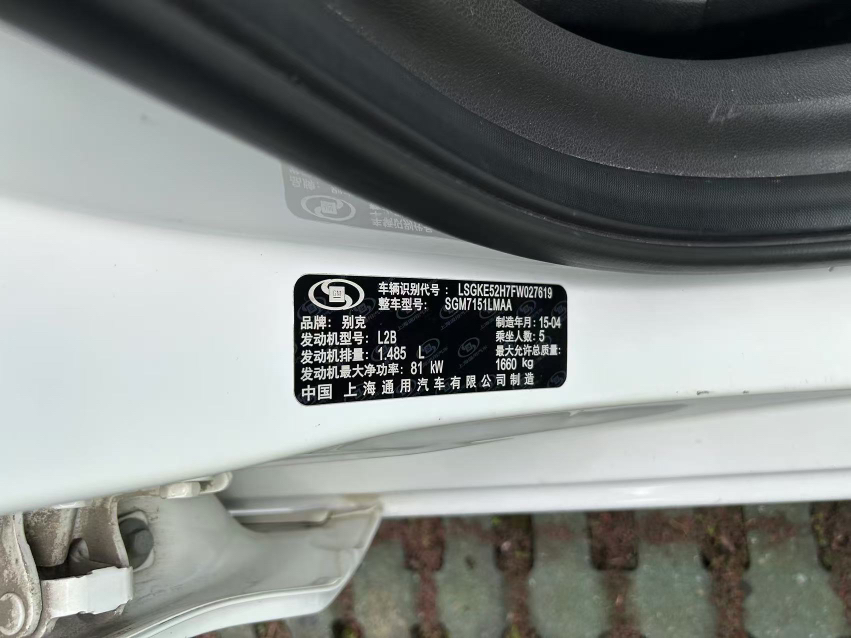 车辆识别代号: LSGKE52H7FW027619
整车型号: SGM7151LMAA
品牌: 别克 制造年月: 15-04
发动机型号: L2B 乘坐人数: 5
发动机排量: 1.485 L 最大允许总质量:
发动机最大净功率: 81 kW 1660 kg
中国 上海通用汽车有限公司制造